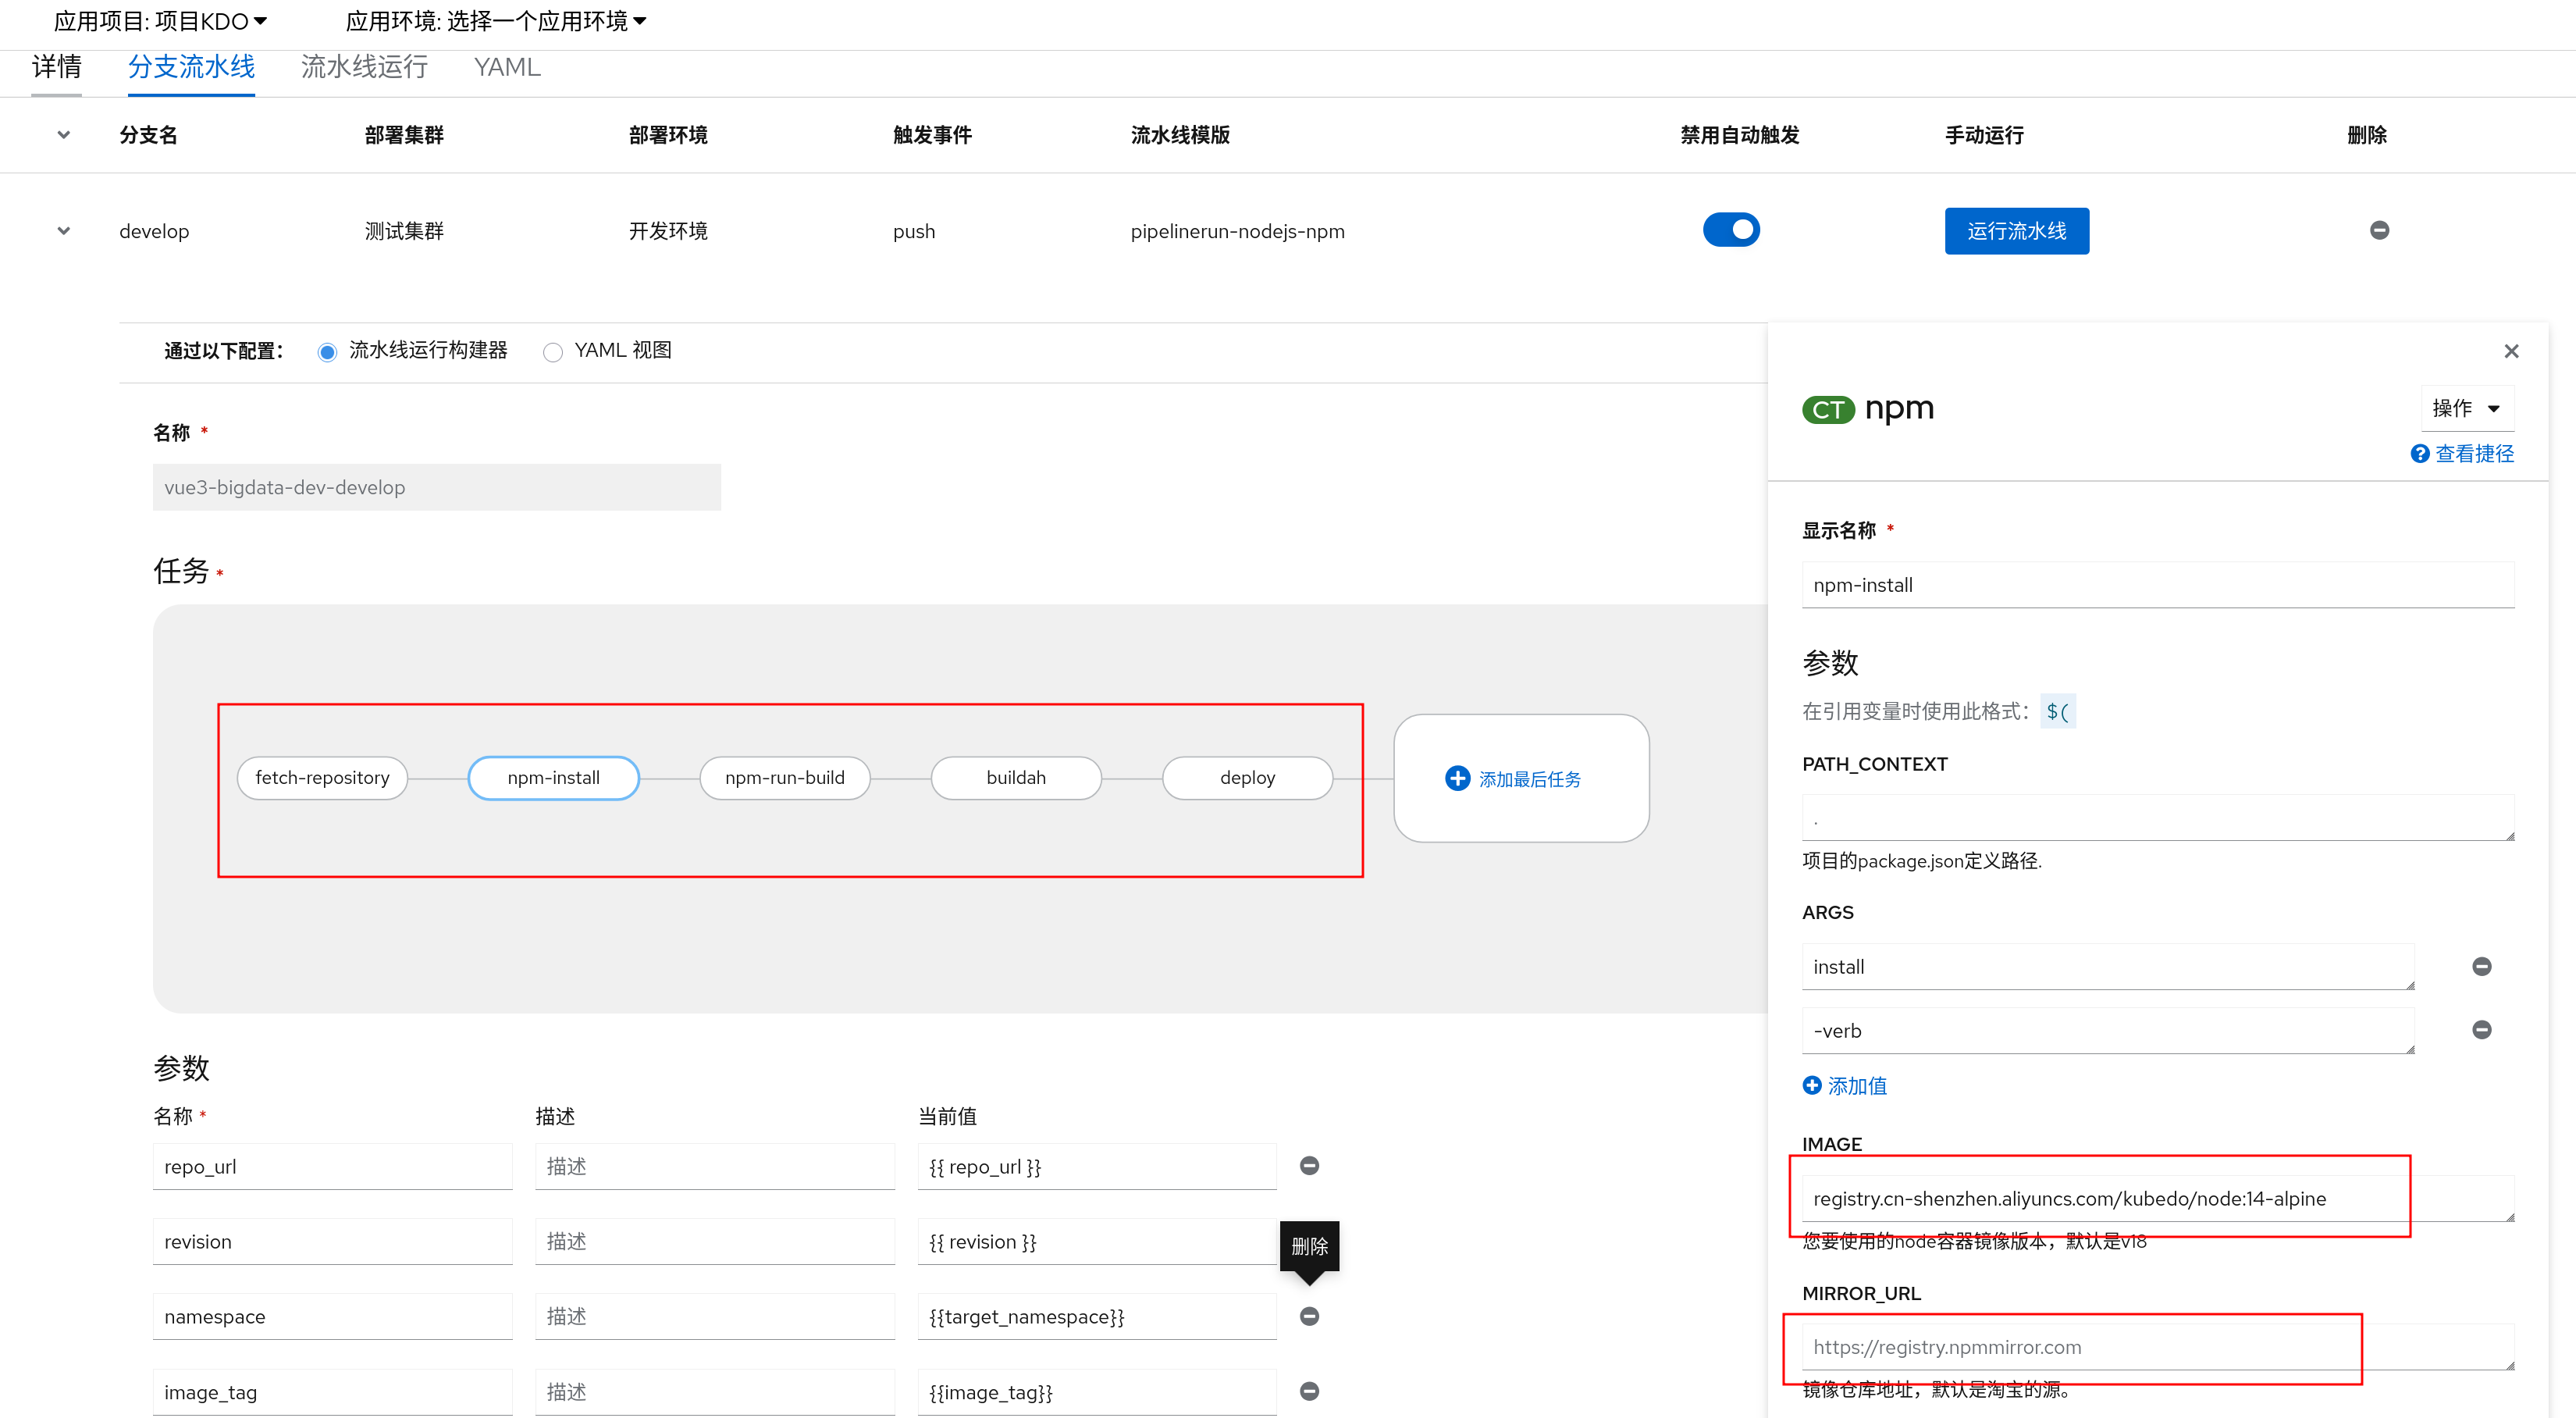 应用项目: 项目KDO 应用环境: 选择一个应用环境
详情 分支流水线 流水线运行 YAML
分支名 部署集群 部署环境 触发事件 流水线模版 禁用自动触发 手动运行 删除
develop 测试集群 开发环境 push pipelinerun-nodejs-npm 运行流水线
通过以下配置： 流水线运行构建器 YAML 视图
名称 *
vue3-bigdata-dev-develop
任务 *
fetch-repository npm-install npm-run-build buildah deploy 添加最后任务
参数
名称 * 描述 当前值
repo_url 描述 {{ repo_url }}
revision 描述 {{ revision }}
删除
namespace 描述 {{target_namespace}}
image_tag 描述 {{image_tag}}
CT npm
操作
查看捷径
显示名称 *
npm-install
参数
在引用变量时使用此格式： $(
PATH_CONTEXT
.
项目的package.json定义路径.
ARGS
install
-verb
添加值
IMAGE
registry.cn-shenzhen.aliyuncs.com/kubedo/node:14-alpine
您要使用的node容器镜像版本，默认是v18
MIRROR_URL
https://registry.npmmirror.com
镜像仓库地址，默认是淘宝的源。